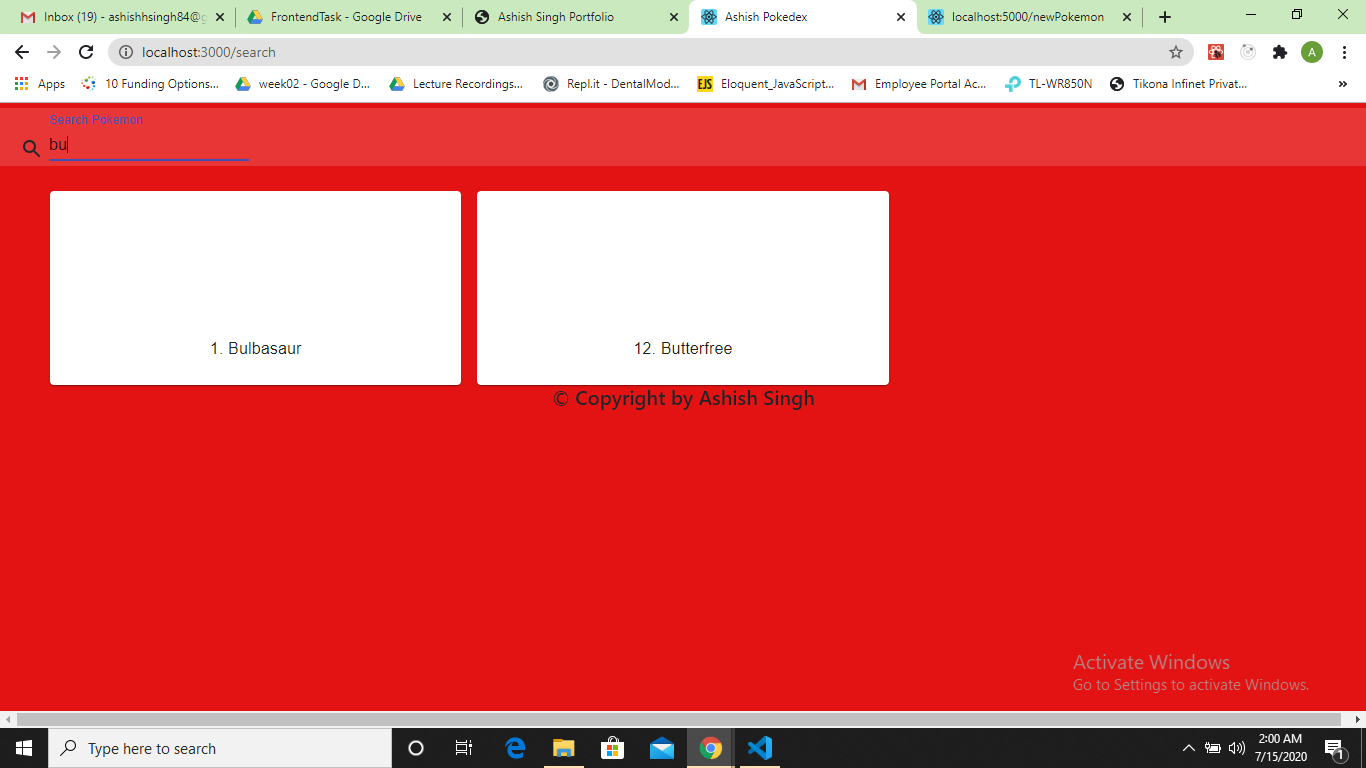 Inbox (19) - ashishhsingh84@g
FrontendTask - Google Drive
Ashish Singh Portfolio
Ashish Pokedex
localhost:5000/newPokemon
localhost:3000/search
A
Apps
10 Funding Options...
week02 - Google D...
Lecture Recordings...
Repl.it - DentalMod...
EJS
Eloquent_JavaScript...
Employee Portal Ac...
TL-WR850N
Tikona Infinet Privat...
»
Search Pokemon
bu
1. Bulbasaur
12. Butterfree
© Copyright by Ashish Singh
Activate Windows
Go to Settings to activate Windows.
Type here to search
2:00 AM
7/15/2020
1